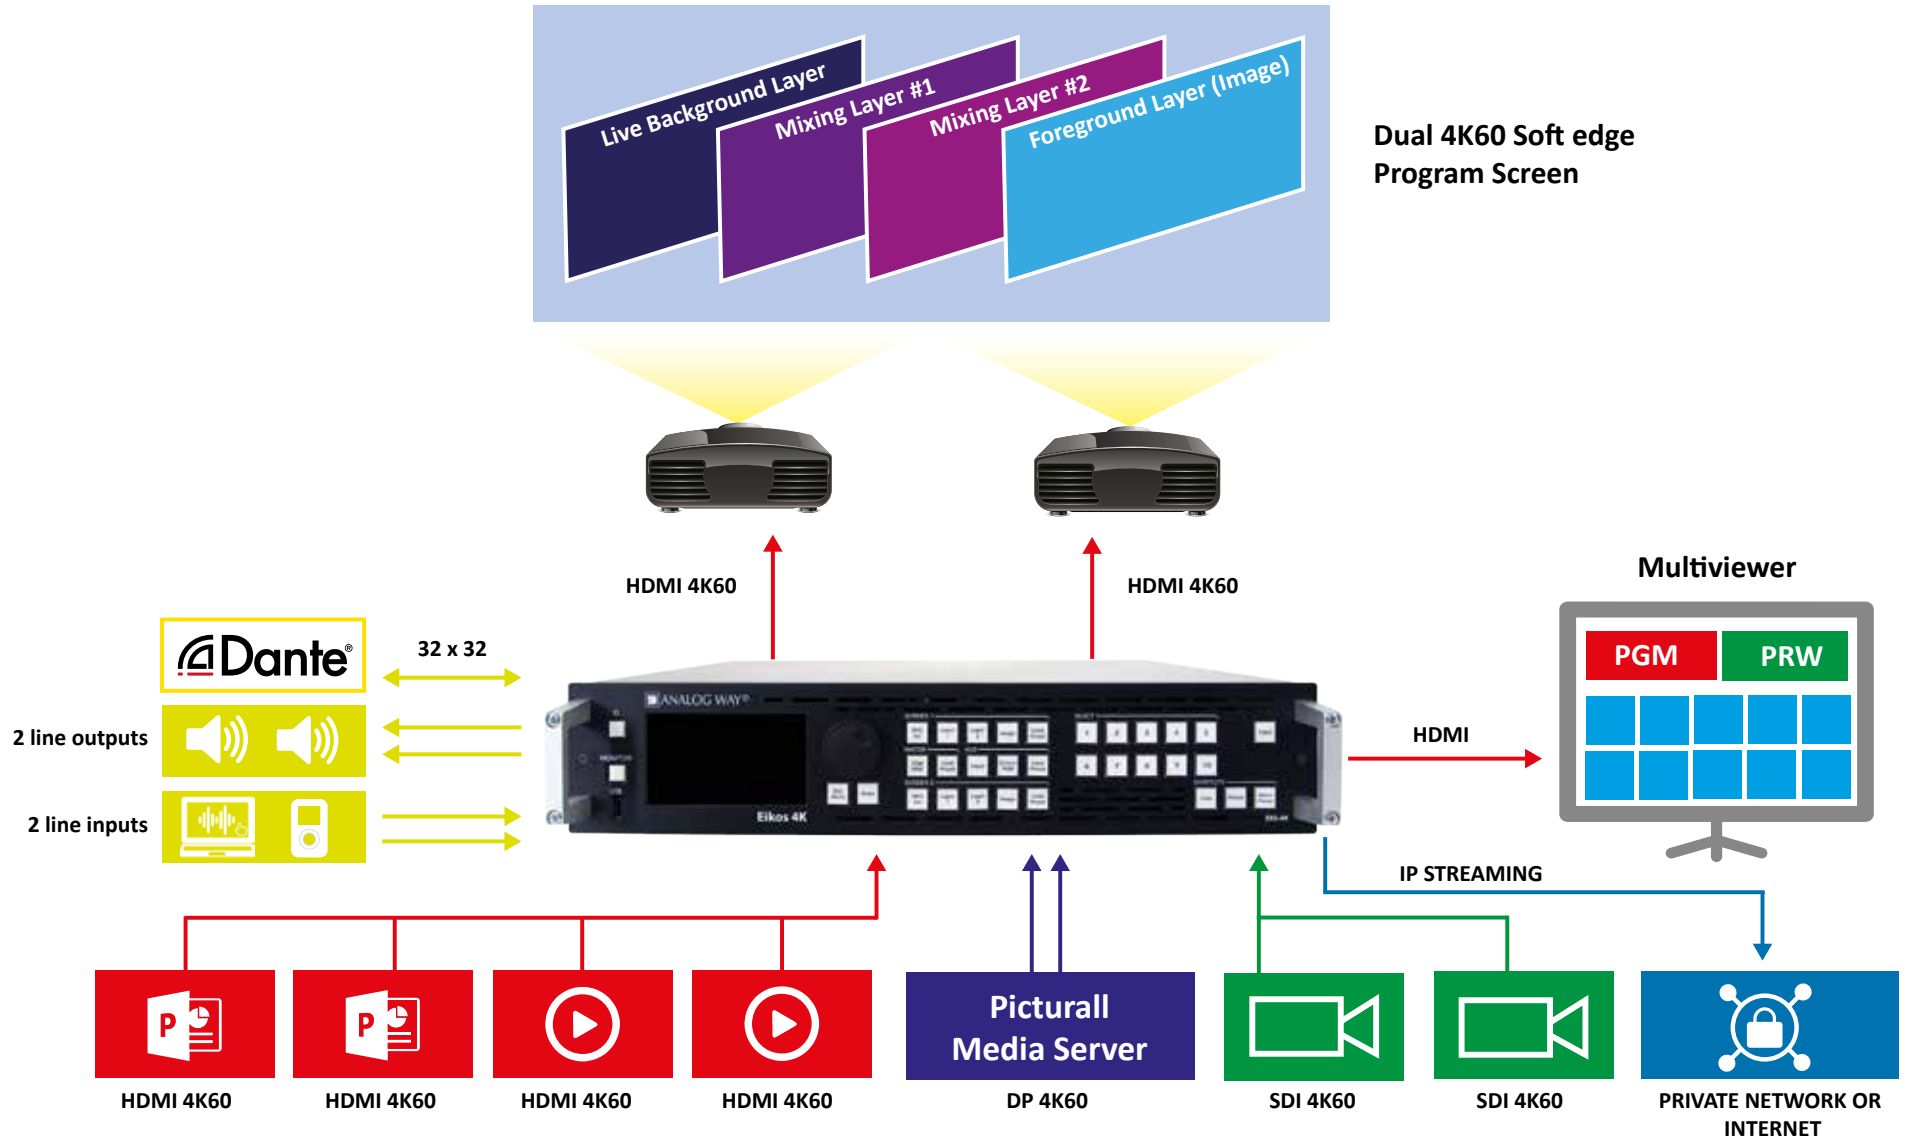 Live Background Layer
Mixing Layer #1
Mixing Layer #2
Foreground Layer (Image)
Dual 4K60 Soft edge
Program Screen
HDMI 4K60
HDMI 4K60
Multiviewer
PGM
PRW
Dante®
32 x 32
2 line outputs
2 line inputs
ANALOG WAY®
MONITOR
Eikos 4K
HDMI
IP STREAMING
P
P
Picturall
Media Server
HDMI 4K60
HDMI 4K60
HDMI 4K60
HDMI 4K60
DP 4K60
SDI 4K60
SDI 4K60
PRIVATE NETWORK OR
INTERNET